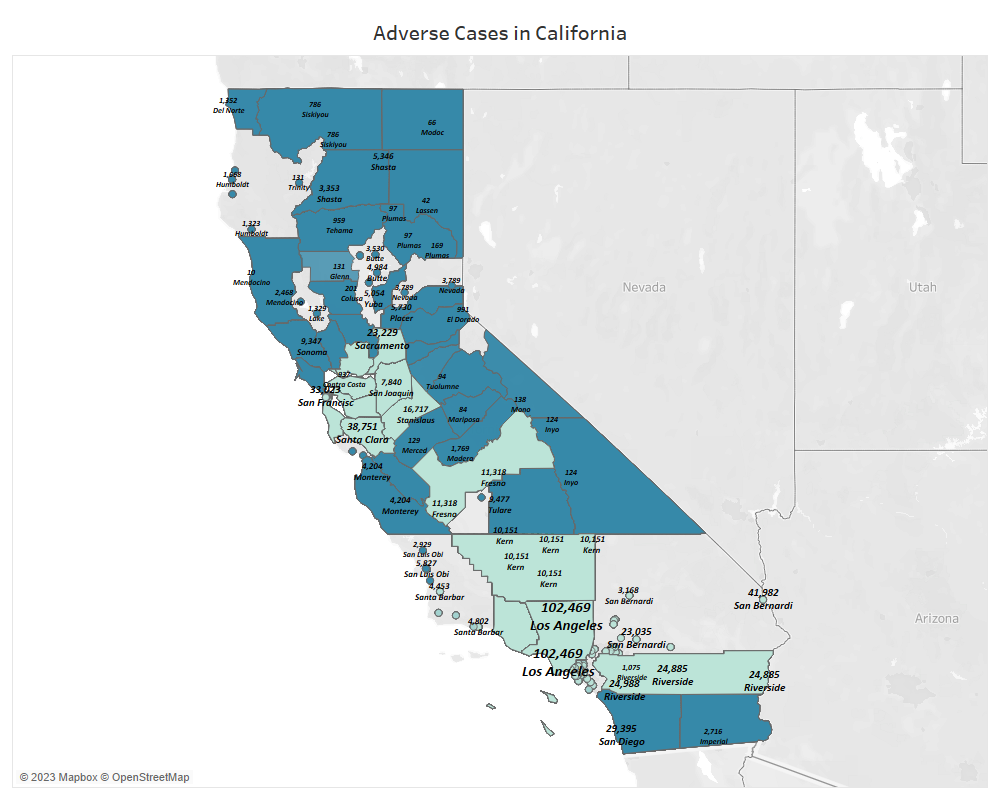 Adverse Cases in California
1,352
Del Norte
786
Siskiyou
66
Modoc
786
Siskiyou
5,346
Shasta
Humboldt
131
Trinity
3,353
Shasta
42
Lassen
97
Plumas
959
Tehama
1,323
Humboldt
97
Plumas
169
Plumas
3,530
Butte
4,984
Butte
131
Glenn
10
Mendocino
3,789
Nevada
201
Colusa
2,468
Mendocino
5,054
Yuba
3,789
Nevada
1,329
Lake
5,730
Placer
991
El Dorado
23,229
Sacramento
9,347
Sonoma
Nevada
Utah
937
Contra Costa
7,840
San Joaquin
94
Tuolumne
33,023
San Francisc
138
Mono
16,717
Stanislaus
84
Mariposa
124
Inyo
38,751
Santa Clara
129
Merced
1,769
Madera
4,204
Monterey
11,318
Fresno
124
Inyo
4,204
Monterey
11,318
Fresno
9,477
Tulare
10,151
Kern
10,151
Kern
10,151
Kern
2,929
San Luis Obi
10,151
Kern
5,827
San Luis Obi
10,151
Kern
4,453
Santa Barbar
3,168
San Bernardi
41,982
San Bernardi
102,469
Los Angeles
4,802
Santa Barbar
23,035
San Bernardi
Arizona
102,469
Los Angeles
1,075
Riverside
24,885
Riverside
24,885
Riverside
24,988
Riverside
29,395
San Diego
2,716
Imperial
© 2023 Mapbox © OpenStreetMap